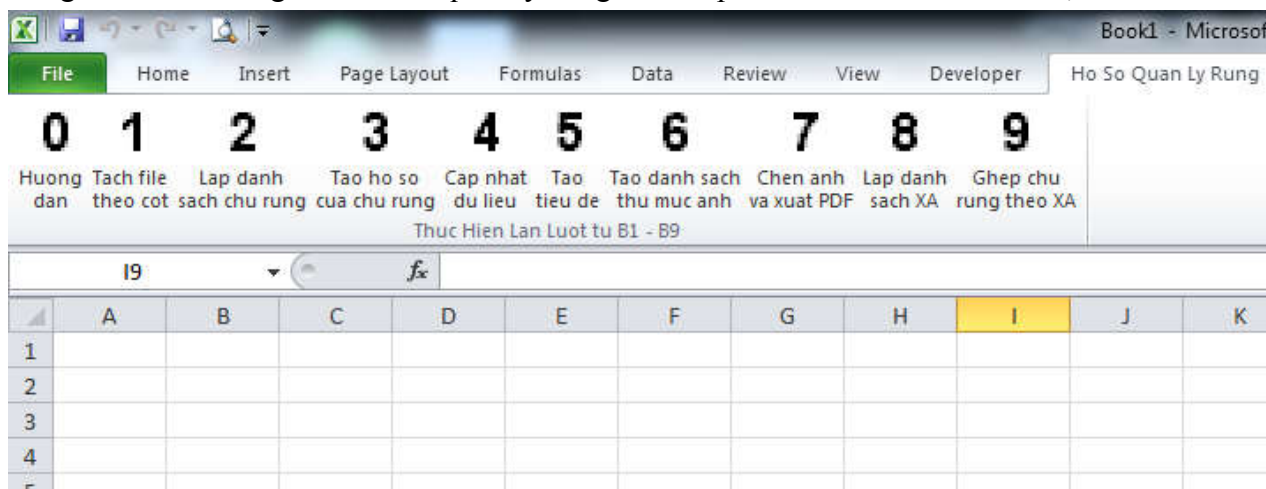 Book1 - Microsof
File Home Insert Page Layout Formulas Data Review View Developer Ho So Quan Ly Rung
0 1 2 3 4 5 6 7 8 9
Huong Tach file Lap danh Tao ho so Cap nhat Tao Tao danh sach Chen anh Lap danh Ghep chu
dan theo cot sach chu rung cua chu rung du lieu tieu de thu muc anh va xuat PDF sach XA rung theo XA
Thuc Hien Lan Luot tu B1 - B9
I9 fx
A B C D E F G H I J K
1
2
3
4